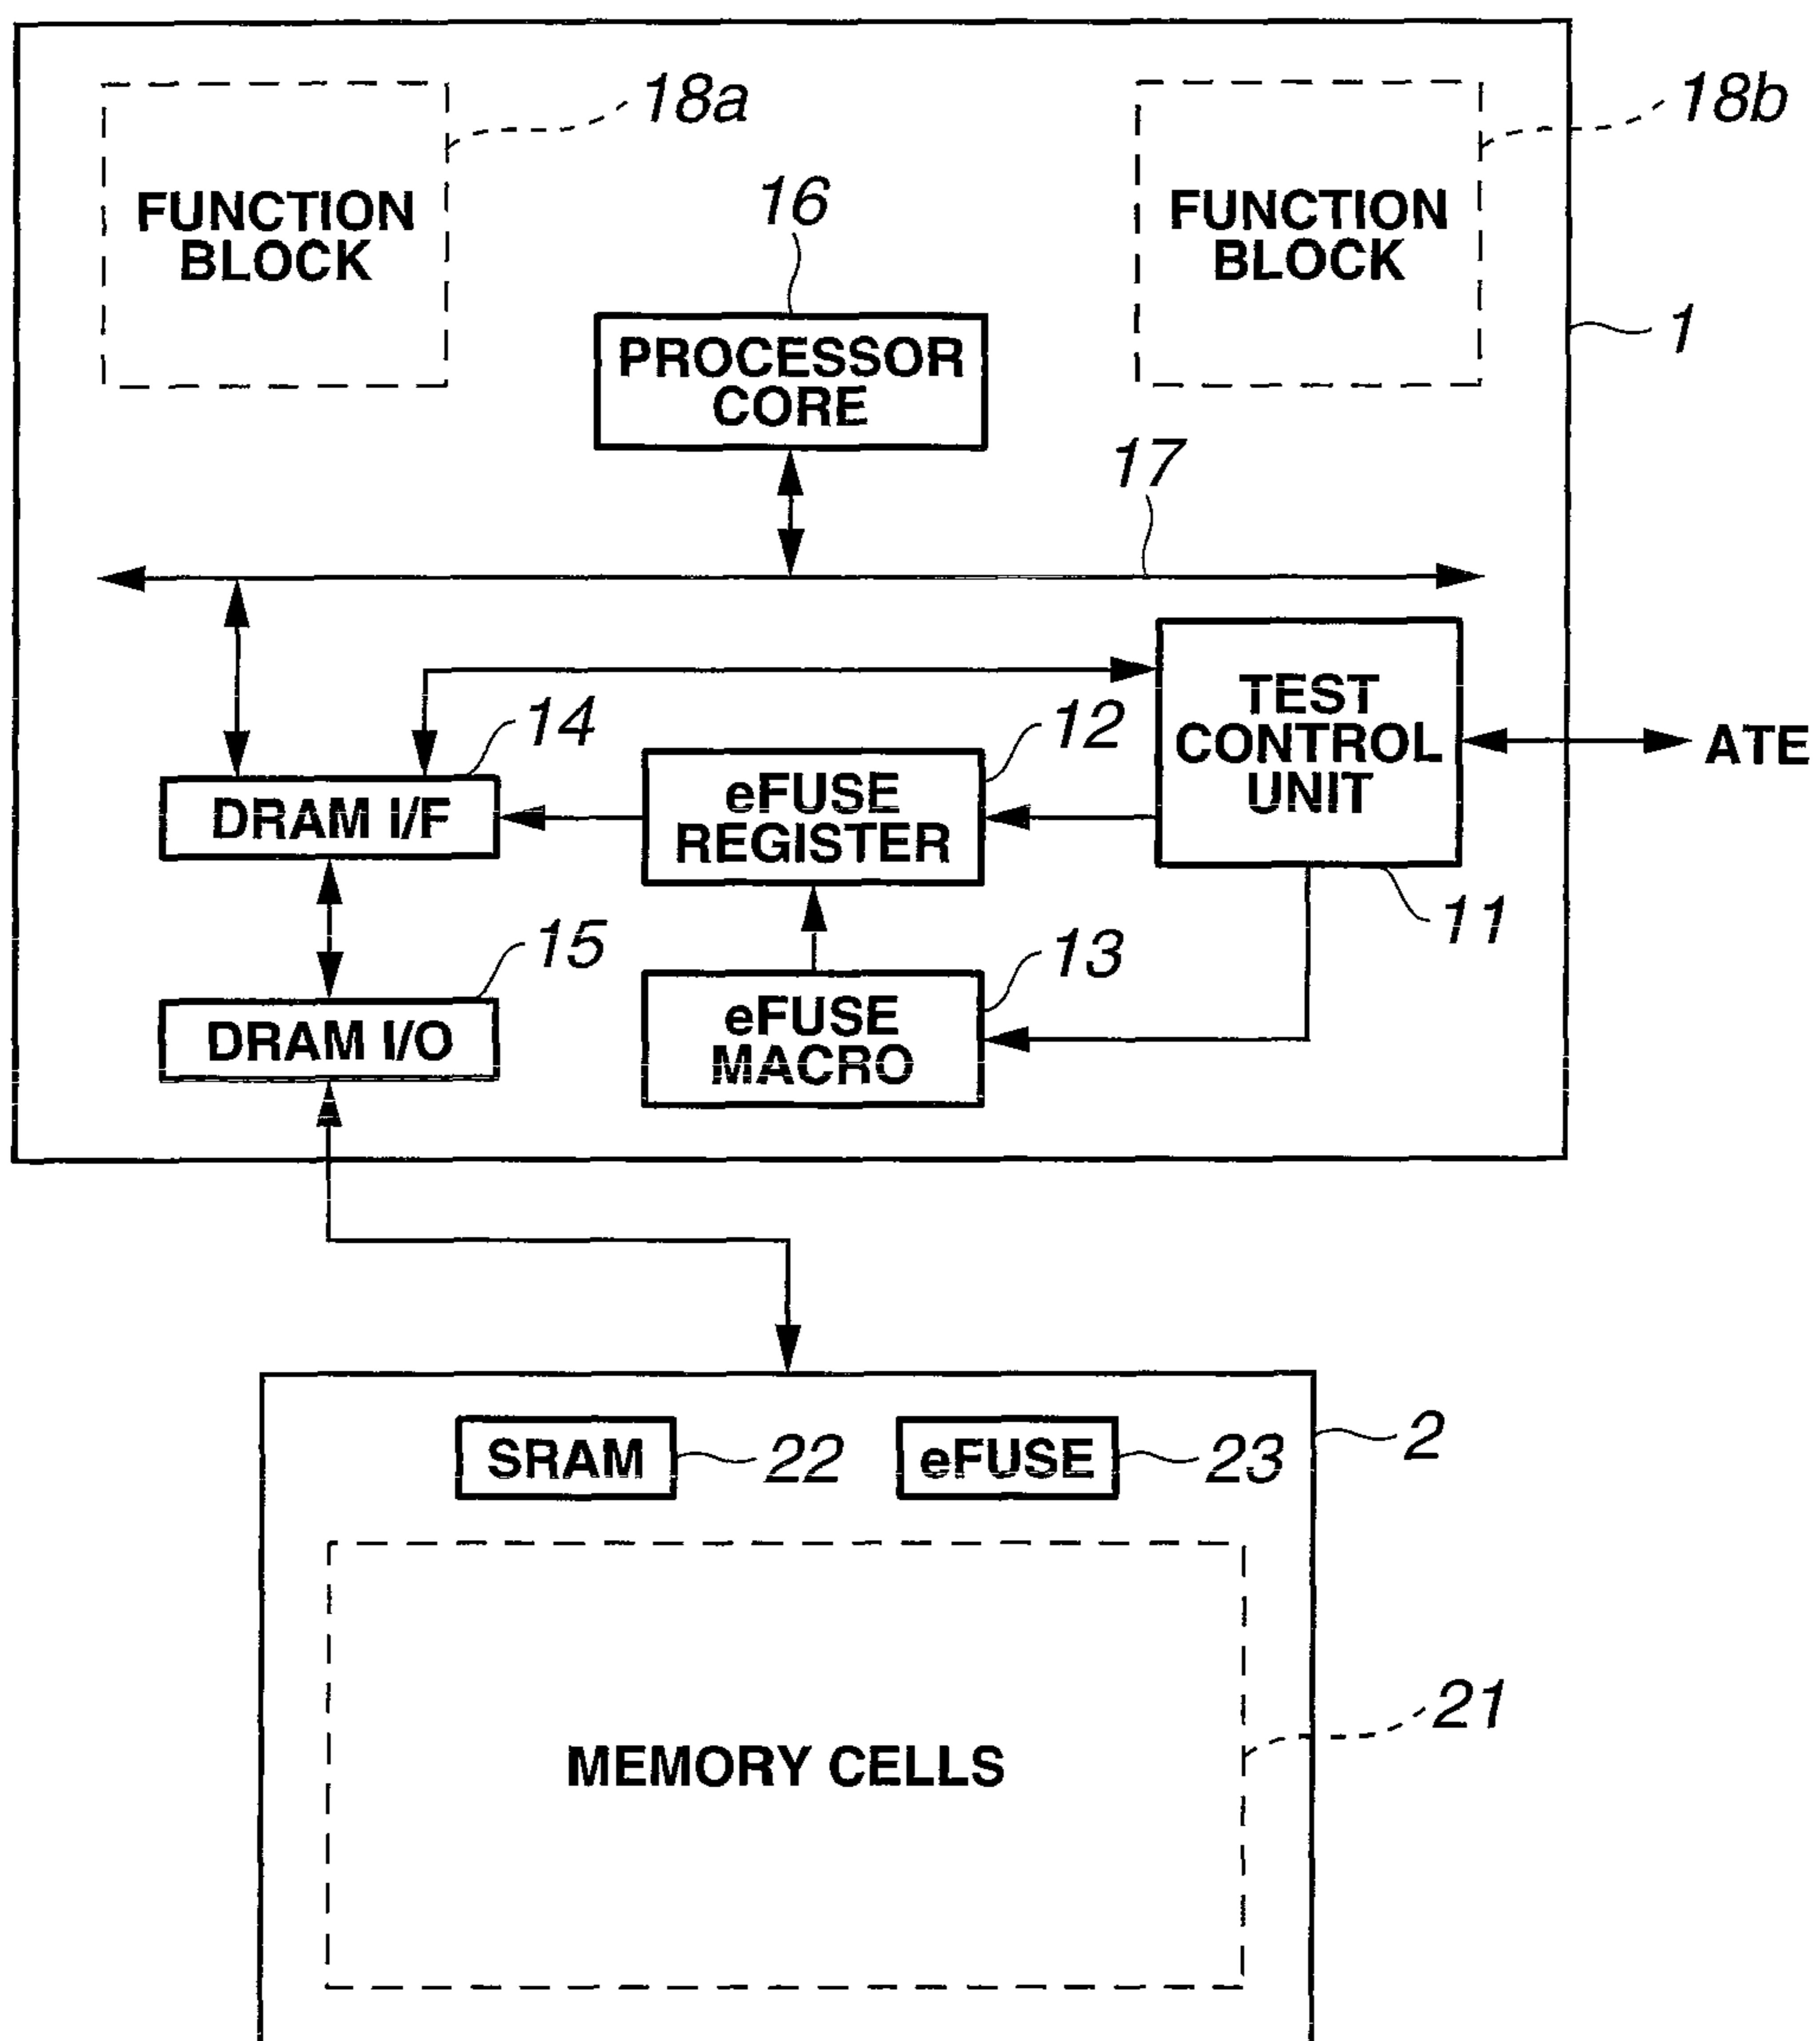 18a
18b
FUNCTION
BLOCK
FUNCTION
BLOCK
16
1
PROCESSOR
CORE
17
14
12
TEST
CONTROL
UNIT
ATE
DRAM I/F
eFUSE
REGISTER
11
15
13
DRAM I/O
eFUSE
MACRO
SRAM
22
eFUSE
23
2
21
MEMORY CELLS